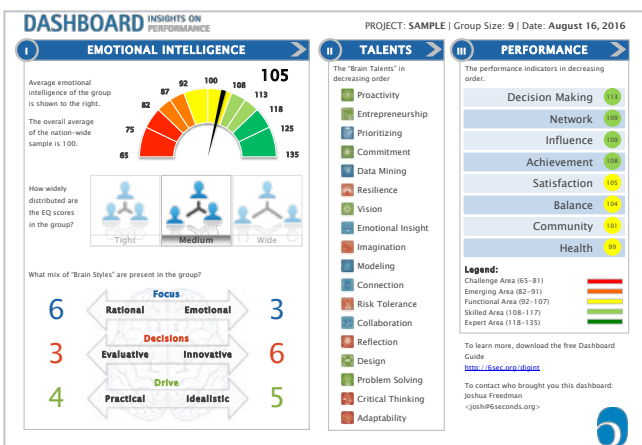 DASHBOARD INSIGHTS ON PERFORMANCE
PROJECT: SAMPLE | Group Size: 9 | Date: August 16, 2016
I EMOTIONAL INTELLIGENCE
Average emotional
intelligence of the group
is shown to the right.
The overall average
of the nation-wide
sample is 100.
105
65
75
82
87
92
100
108
113
118
125
135
How widely
distributed are
the EQ scores
in the group?
Tight
Medium
Wide
What mix of "Brain Styles" are present in the group?
Focus
6 Rational Emotional 3
Decisions
3 Evaluative Innovative 6
Drive
4 Practical Idealistic 5
II TALENTS
The "Brain Talents" in
decreasing order
Proactivity
Entrepreneurship
Prioritizing
Commitment
Data Mining
Resilience
Vision
Emotional Insight
Imagination
Modeling
Connection
Risk Tolerance
Collaboration
Reflection
Design
Problem Solving
Critical Thinking
Adaptability
III PERFORMANCE
The performance indicators in decreasing
order.
Decision Making 113
Network 109
Influence 109
Achievement 108
Satisfaction 105
Balance 104
Community 101
Health 99
Legend:
Challenge Area (65-81)
Emerging Area (82-91)
Functional Area (92-107)
Skilled Area (108-117)
Expert Area (118-135)
To learn more, download the free Dashboard
Guide
http://6sec.org/digint
To contact who brought you this dashboard:
Joshua Freedman
<josh@6seconds.org>